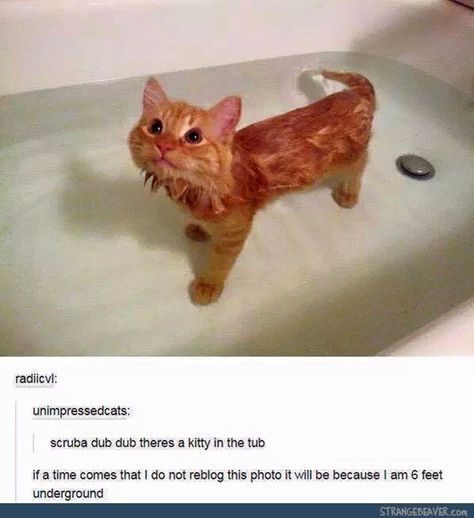 radiicvl:
unimpressedcats:
scruba dub dub theres a kitty in the tub
if a time comes that I do not reblog this photo it will be because I am 6 feet
underground
STRANGEBEAVER.com